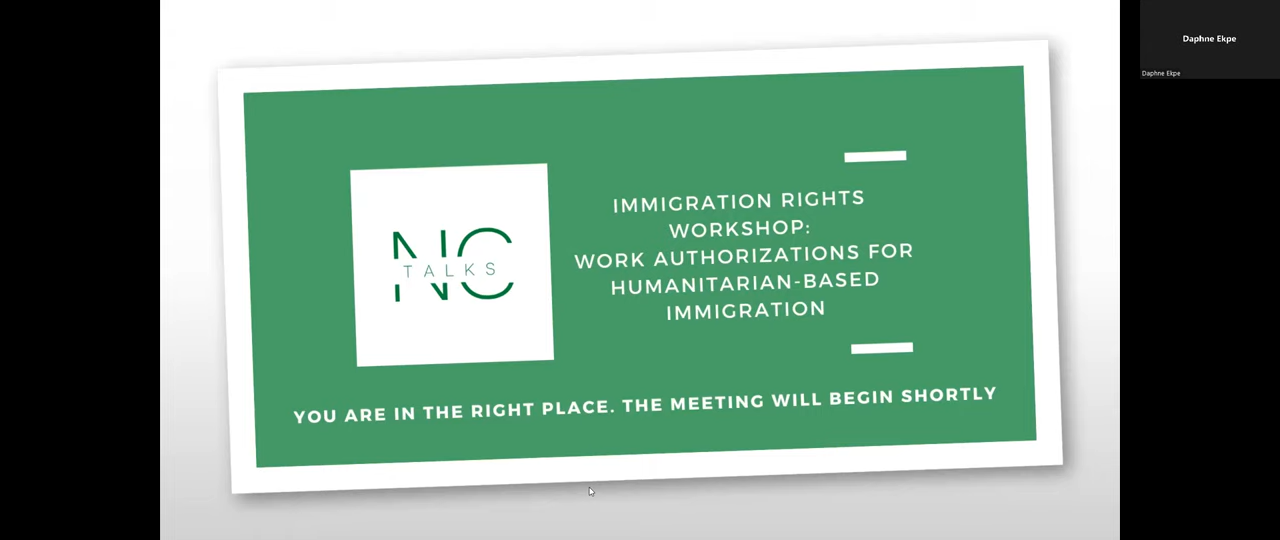 NC
TALKS
IMMIGRATION RIGHTS
WORKSHOP:
WORK AUTHORIZATIONS FOR
HUMANITARIAN-BASED
IMMIGRATION
YOU ARE IN THE RIGHT PLACE. THE MEETING WILL BEGIN SHORTLY
Daphne Ekpe
Daphne Ekpe